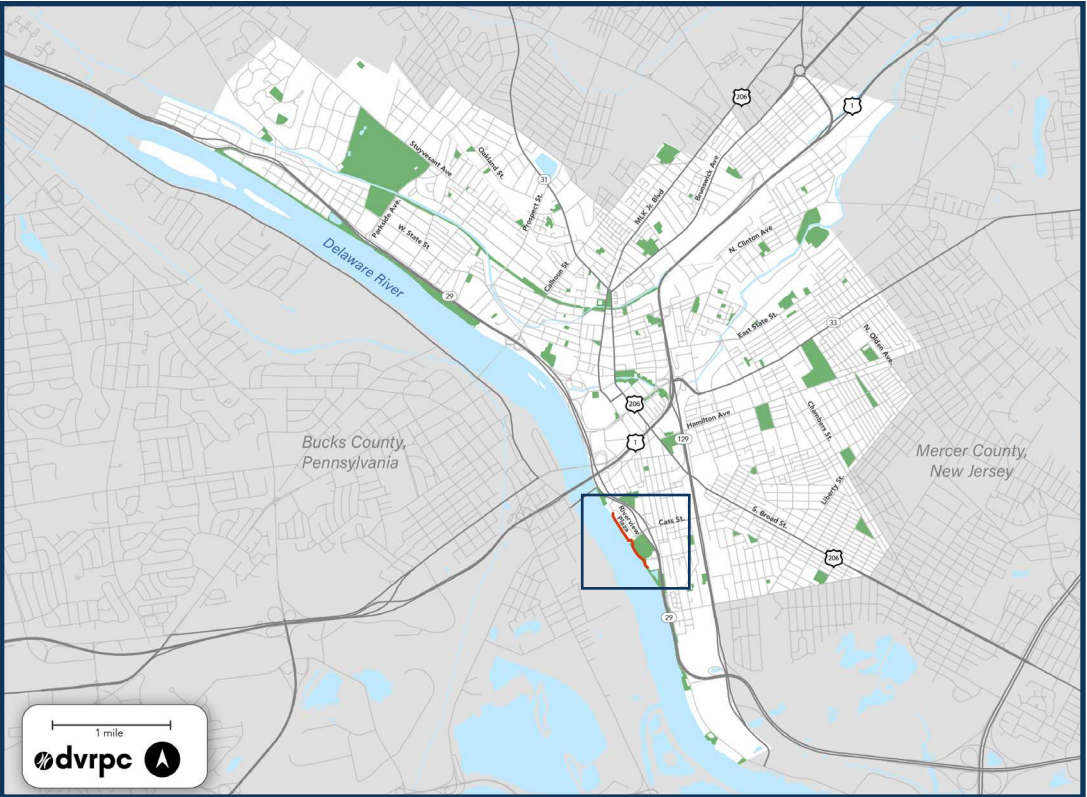 206
1
Stuyvesant Ave
Oakland St.
31
Prospect St.
Brunswick Ave
MLK Jr. Blvd
Parkside Ave.
W. State St
N. Clinton Ave
Delaware River
Calhoun St
29
East State St.
33
N. Olden Ave.
206
Hamilton Ave
Chambers St.
129
1
Bucks County,
Pennsylvania
Mercer County,
New Jersey
Liberty St.
Riverview
Plaza
Cass St.
S. Broad St.
206
29
1 mile
dvrpc